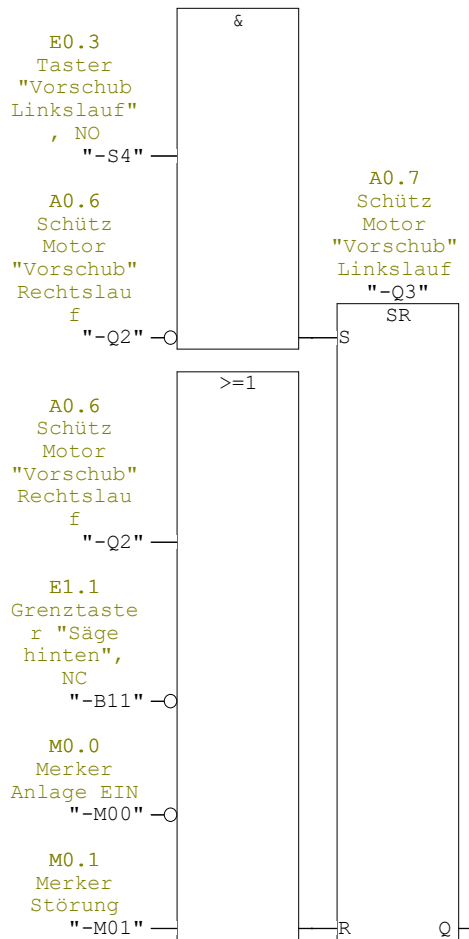 &
E0.3
Taster
"Vorschub
Linkslauf"
, NO
"-S4"
A0.6
Schütz
Motor
"Vorschub"
Rechtslau
f
"-Q2"
A0.7
Schütz
Motor
"Vorschub"
Linkslauf
"-Q3"
SR
S
>=1
A0.6
Schütz
Motor
"Vorschub"
Rechtslau
f
"-Q2"
E1.1
Grenztaste
r "Säge
hinten",
NC
"-B11"
M0.0
Merker
Anlage EIN
"-M00"
M0.1
Merker
Störung
"-M01"
R
Q